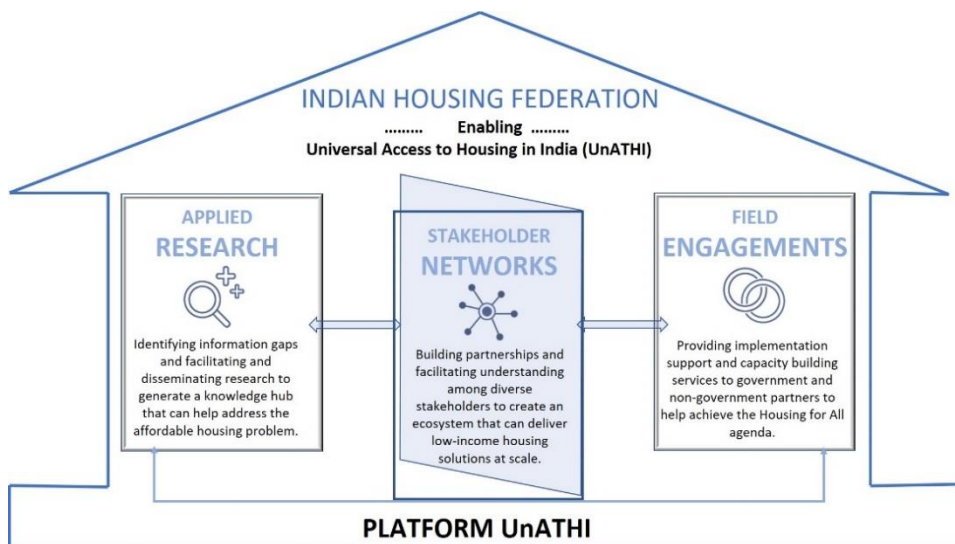 INDIAN HOUSING FEDERATION
......... Enabling .........
Universal Access to Housing in India (UnATHI)
APPLIED
RESEARCH
Identifying information gaps
and facilitating and
disseminating research to
generate a knowledge hub
that can help address the
affordable housing problem.
STAKEHOLDER
NETWORKS
Building partnerships and
facilitating understanding
among diverse
stakeholders to create an
ecosystem that can deliver
low-income housing
solutions at scale.
FIELD
ENGAGEMENTS
Providing implementation
support and capacity building
services to government and
non-government partners to
help achieve the Housing for All
agenda.
PLATFORM UnATHI